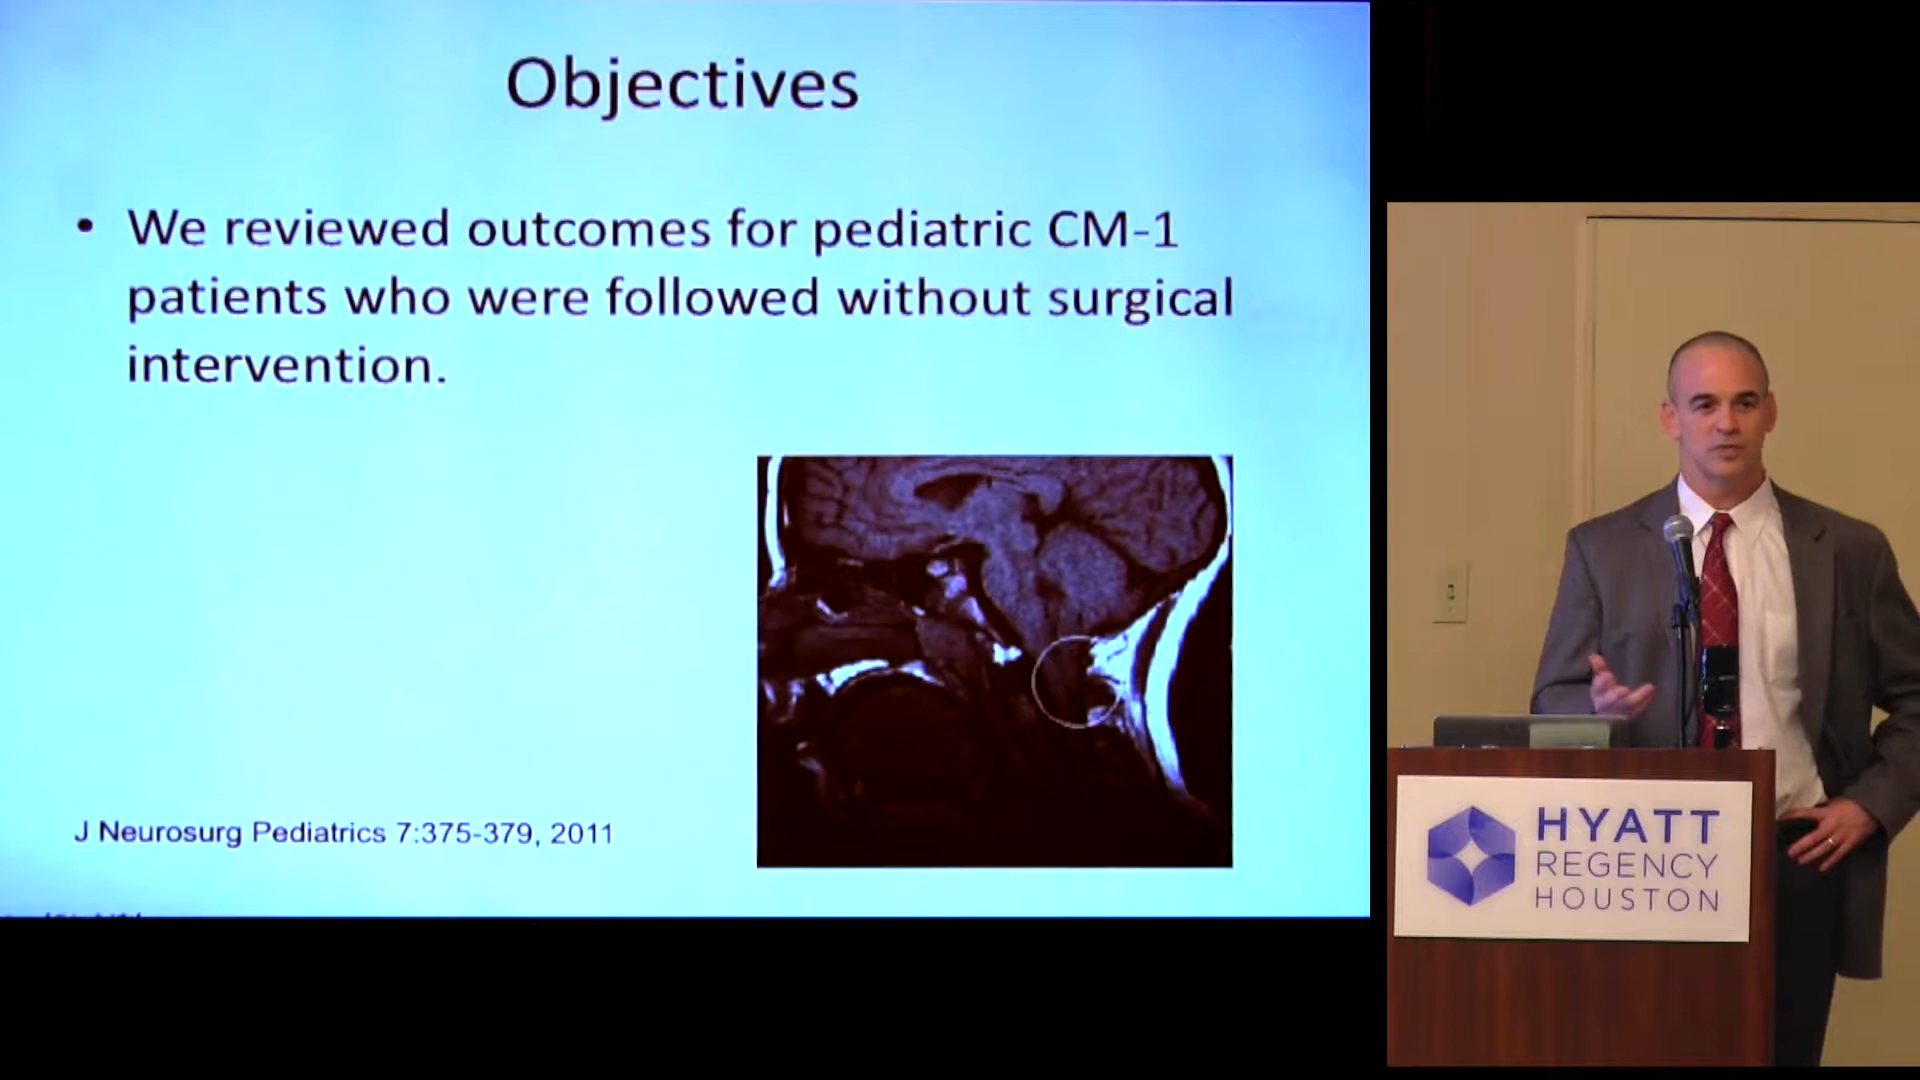 Objectives
• We reviewed outcomes for pediatric CM-1
patients who were followed without surgical
intervention.
J Neurosurg Pediatrics 7:375-379, 2011
HYATT
REGENCY
HOUSTON